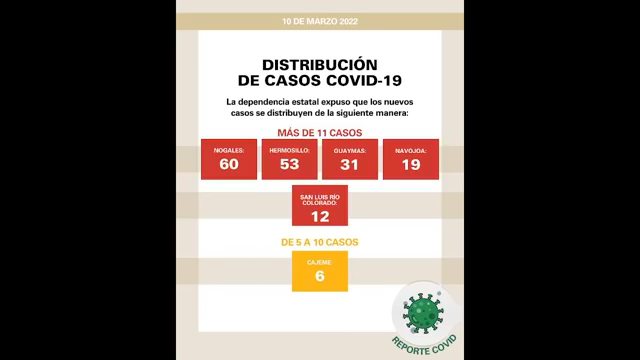 10 DE MARZO 2022
DISTRIBUCIÓN
DE CASOS COVID-19
La dependencia estatal expuso que los nuevos
casos se distribuyen de la siguiente manera:
MÁS DE 11 CASOS
NOGALES:
60
HERMOSILLO:
53
GUAYMAS:
31
NAVOJOA:
19
SAN LUIS RÍO
COLORADO:
12
DE 5 A 10 CASOS
CAJEME:
6
REPORTE COVID